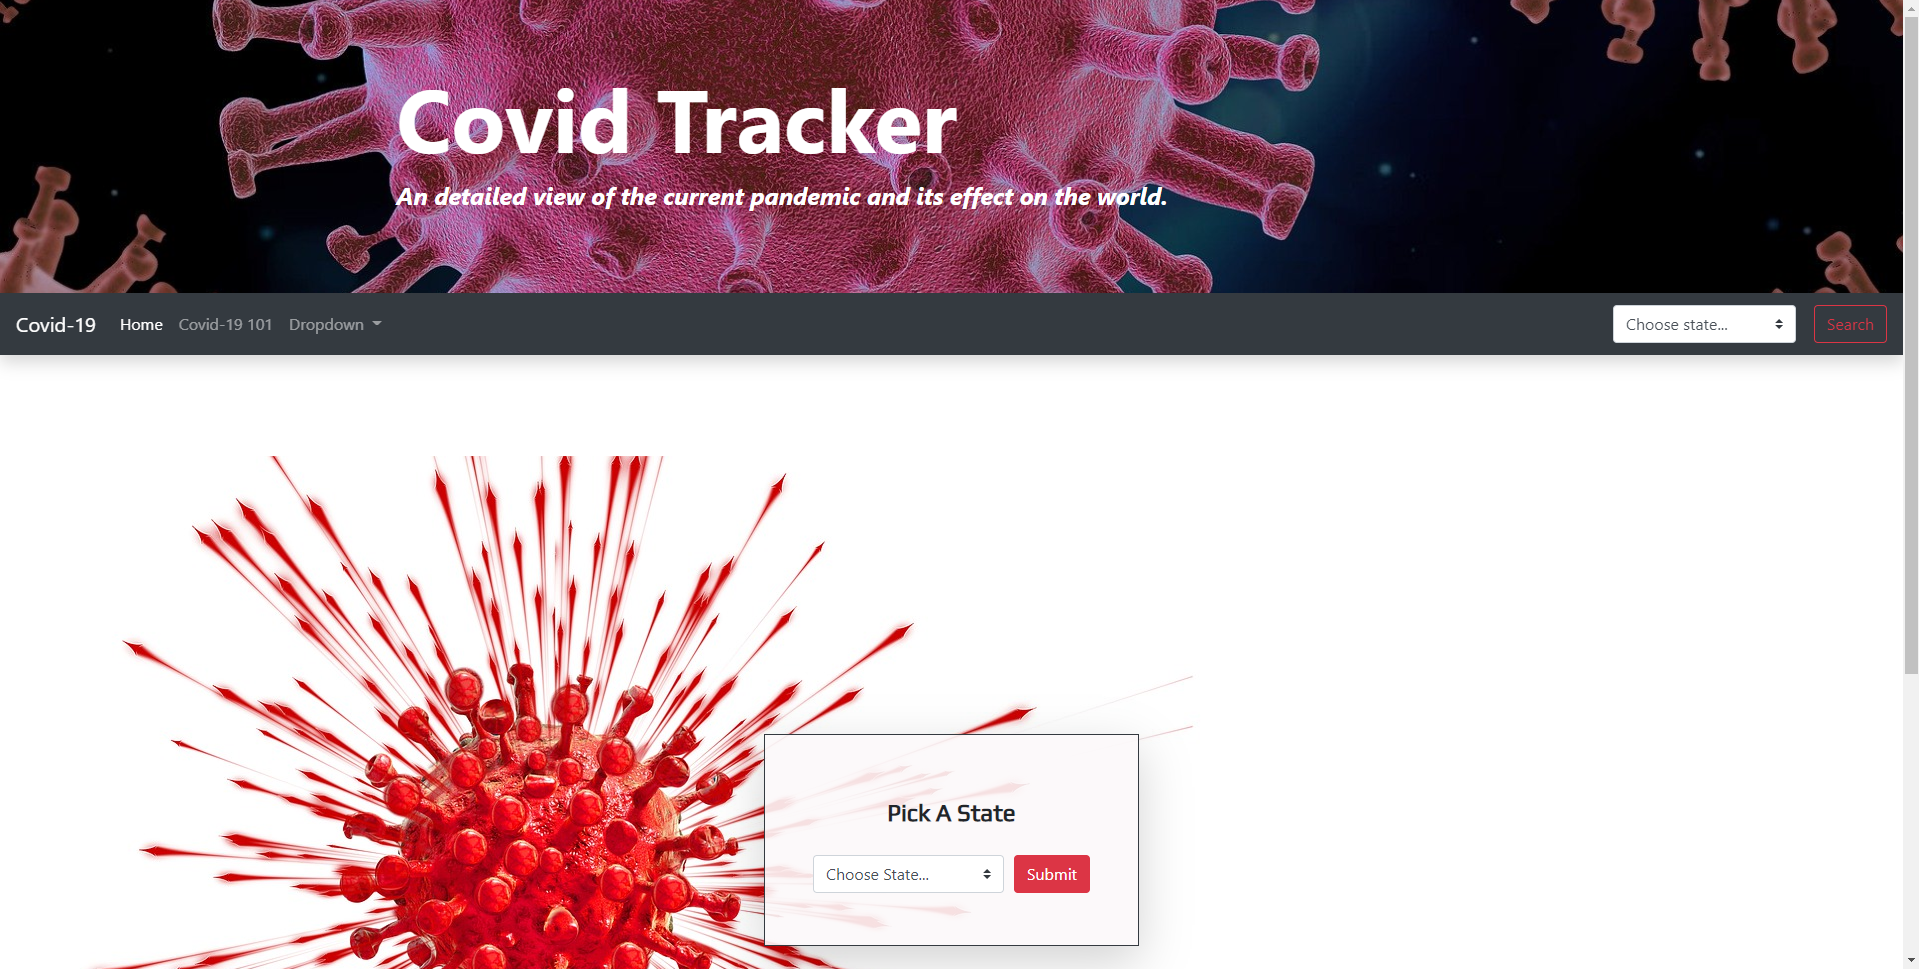 Covid Tracker
An detailed view of the current pandemic and its effect on the world.
Covid-19 Home Covid-19 101 Dropdown Choose state... Search
Pick A State
Choose State... Submit